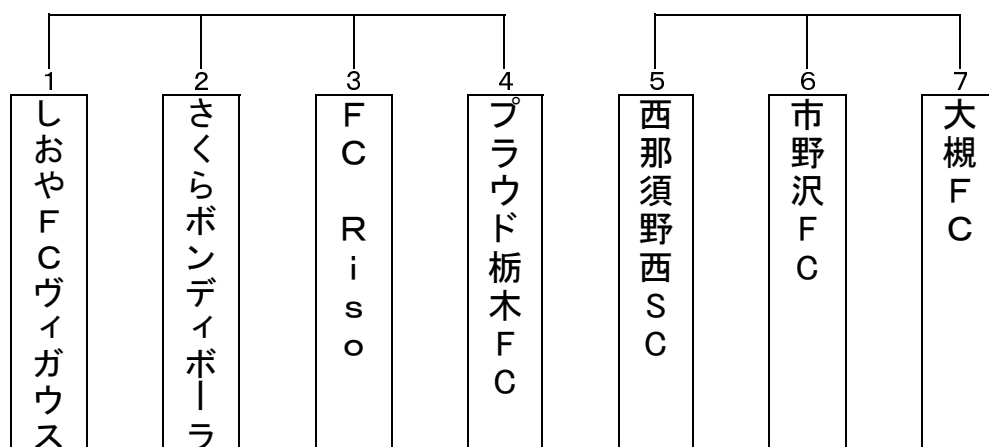 1
しおやFCヴィガウス
2
さくらボンディボーラ
3
FC Riso
4
プラウド栃木FC
5
西那須野西SC
6
市野沢FC
7
大槻FC